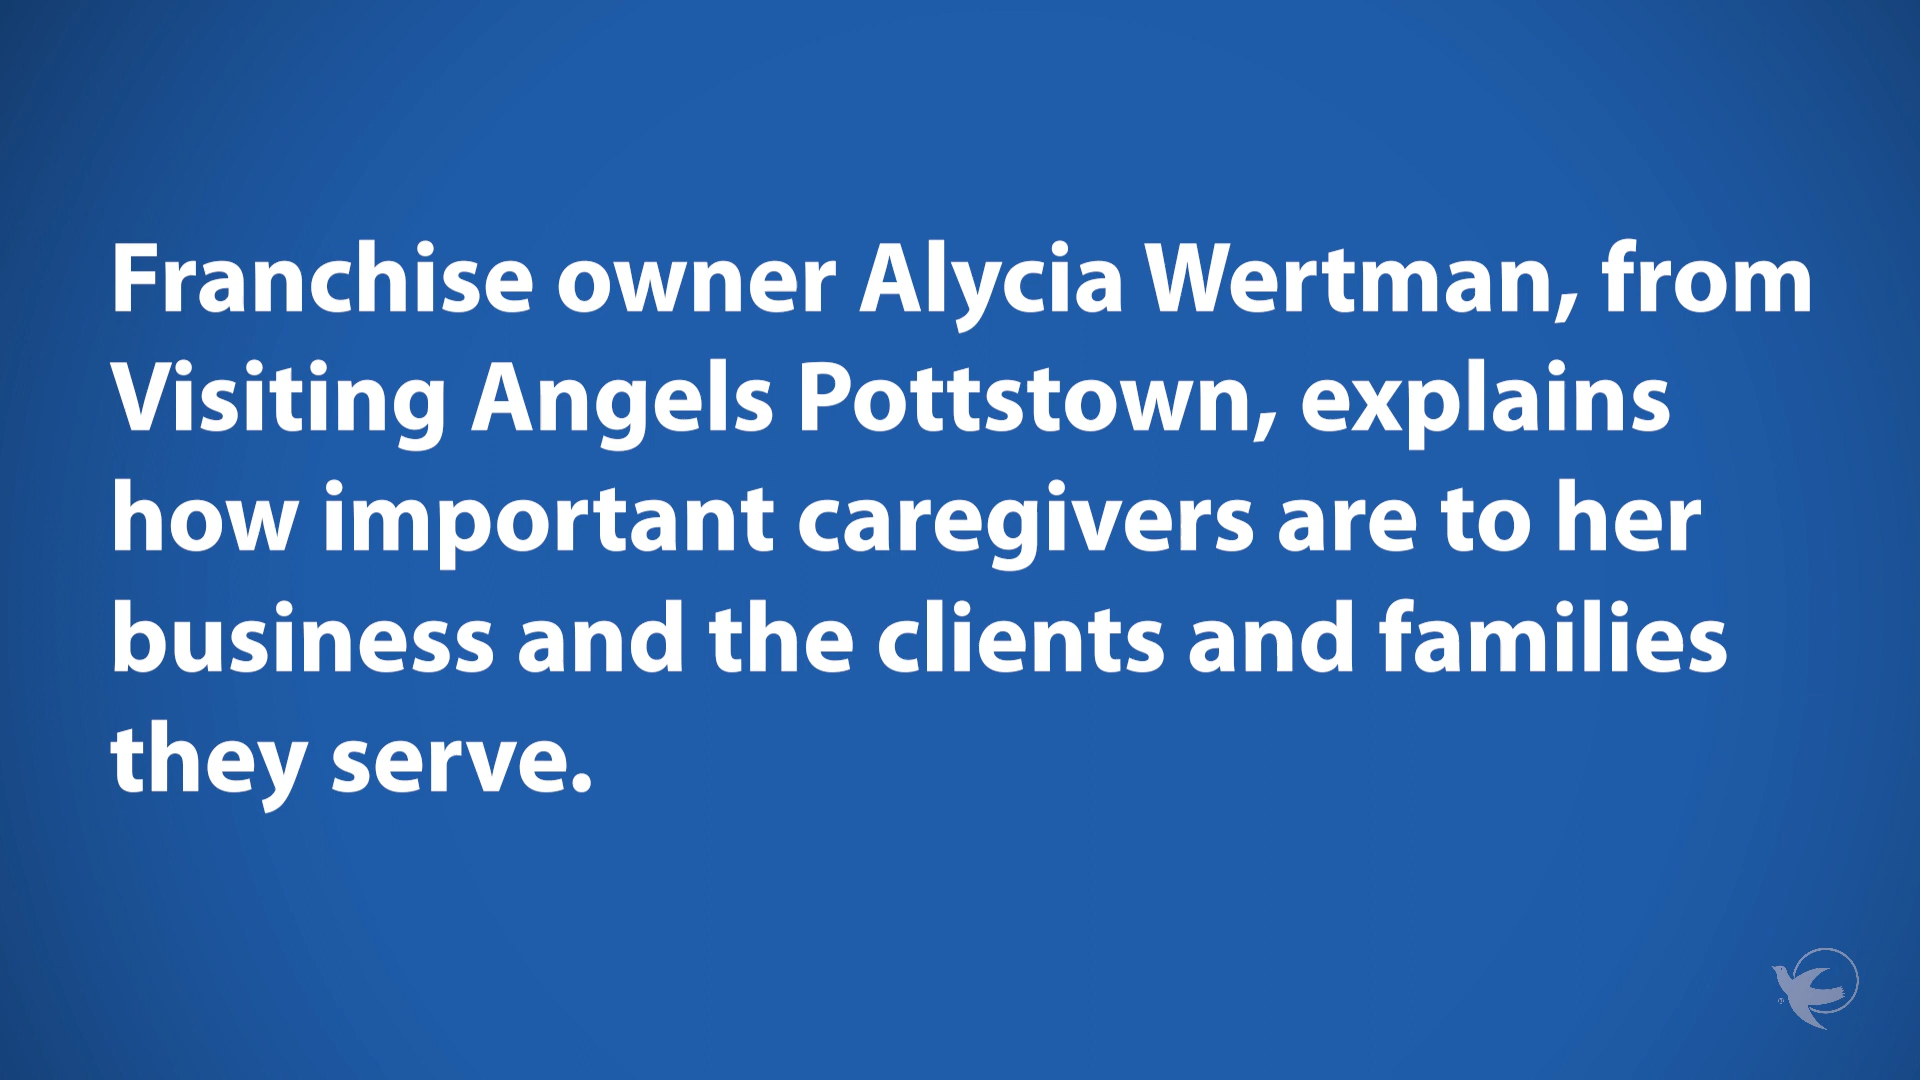 Franchise owner Alycia Wertman, from
Visiting Angels Pottstown, explains
how important caregivers are to her
business and the clients and families
they serve.